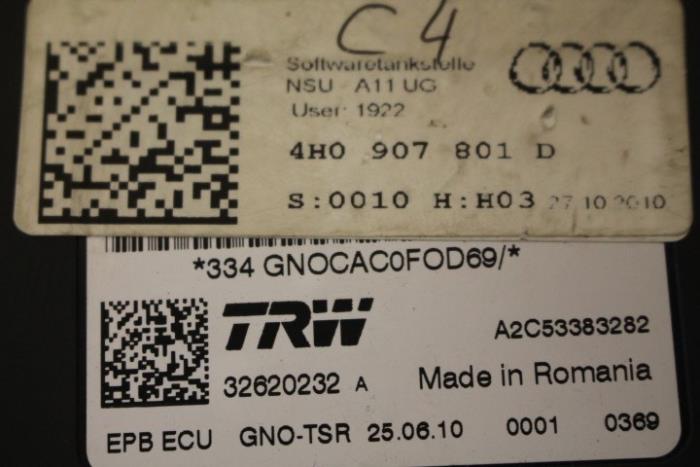 C4
Softwaretankstelle
NSU A11 UG
User: 1922
4H0 907 801 D
S:0010 H:H03 27.10.2010
*334 GNOCAC0FOD69/*
TRW
A2C53383282
32620232 A Made in Romania
EPB ECU GNO-TSR 25.06.10 0001 0369